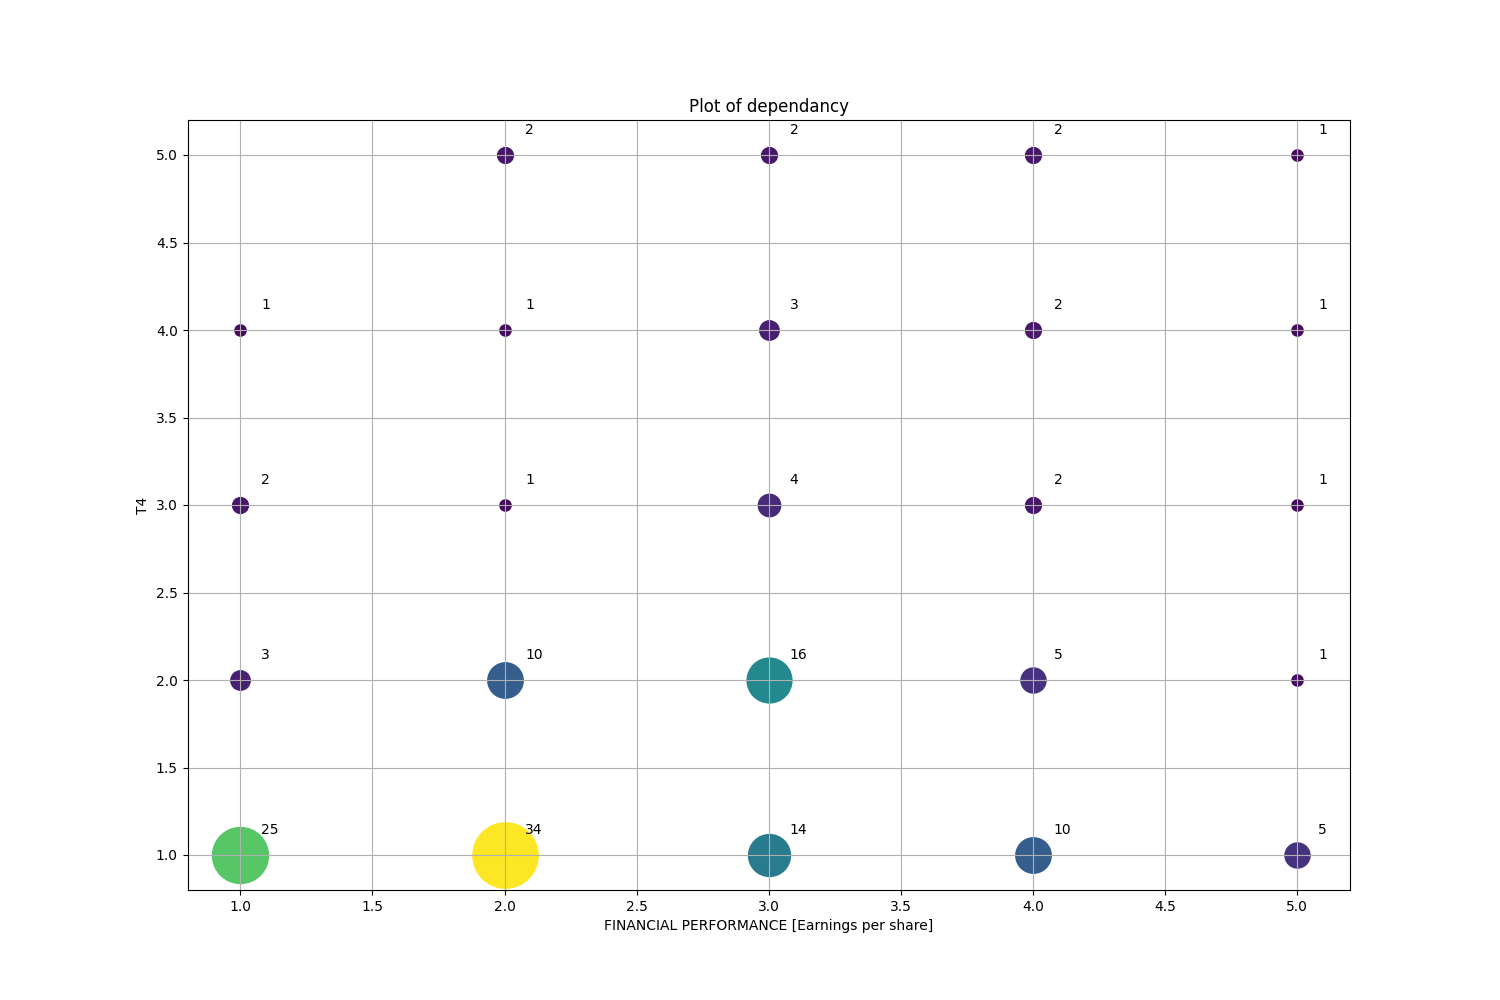 Plot of dependancy
2 2 2 1
5.0
4.5
1 1 3 2 1
4.0
3.5
2 1 4 2 1
3.0
T4
2.5
3 10 16 5 1
2.0
1.5
25 34 14 10 5
1.0
1.0 1.5 2.0 2.5 3.0 3.5 4.0 4.5 5.0
FINANCIAL PERFORMANCE [Earnings per share]